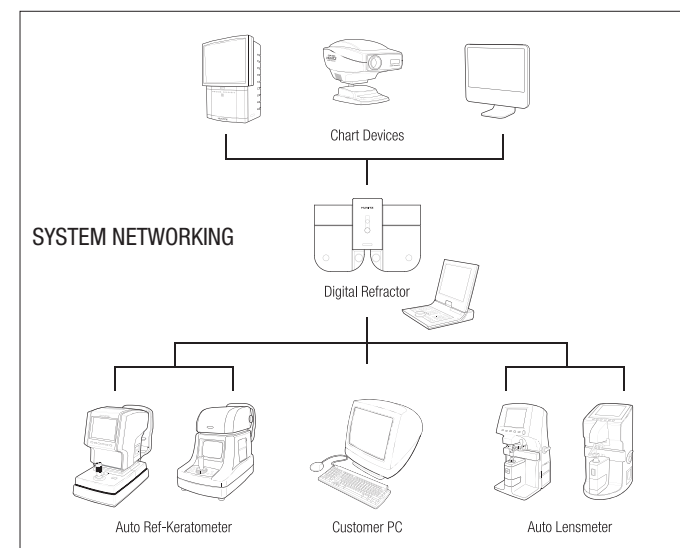 Chart Devices
SYSTEM NETWORKING
Digital Refractor
Auto Ref-Keratometer
Customer PC
Auto Lensmeter